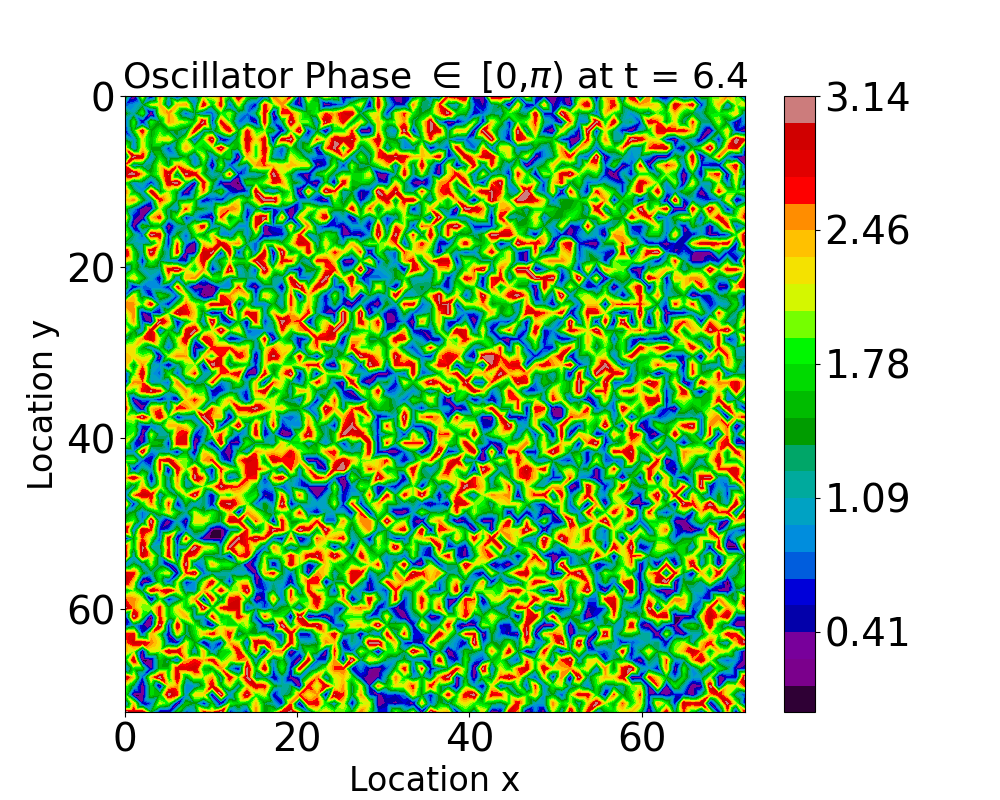 Oscillator Phase ∈ [0,π) at t = 6.4
0
20
40
60
Location y
0 20 40 60
Location x
3.14
2.46
1.78
1.09
0.41